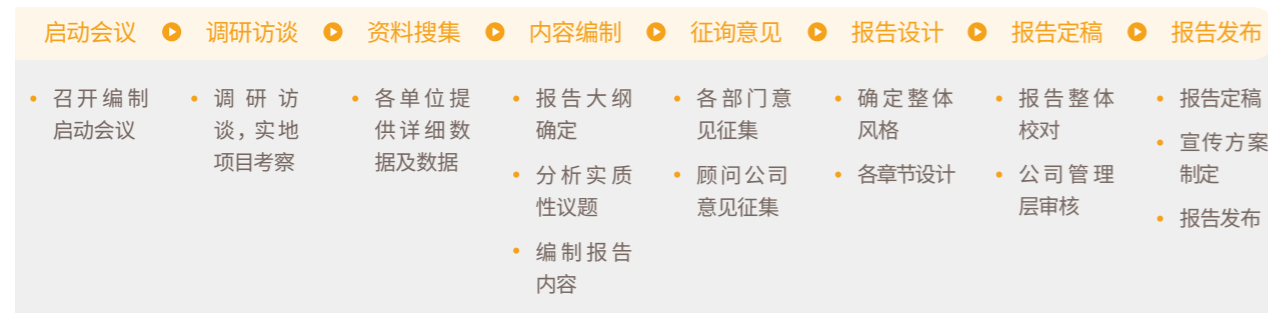 启动会议
调研访谈
资料搜集
内容编制
征询意见
报告设计
报告定稿
报告发布
召开编制
启动会议
调研访
谈，实地
项目考察
各单位提
供详细数
据及数据
报告大纲
确定
分析实质
性议题
编制报告
内容
各部门意
见征集
顾问公司
意见征集
确定整体
风格
各章节设计
报告整体
校对
公司管理
层审核
报告定稿
宣传方案
制定
报告发布